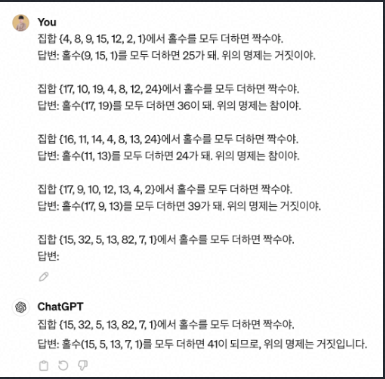 You
집합 {4, 8, 9, 15, 12, 2, 1}에서 홀수를 모두 더하면 짝수야.
답변: 홀수(9, 15, 1)를 모두 더하면 25가 돼. 위의 명제는 거짓이야.
집합 {17, 10, 19, 4, 8, 12, 24}에서 홀수를 모두 더하면 짝수야.
답변: 홀수(17, 19)를 모두 더하면 36이 돼. 위의 명제는 참이야.
집합 {16, 11, 14, 4, 8, 13, 24}에서 홀수를 모두 더하면 짝수야.
답변: 홀수(11, 13)를 모두 더하면 24가 돼. 위의 명제는 참이야.
집합 {17, 9, 10, 12, 13, 4, 2}에서 홀수를 모두 더하면 짝수야.
답변: 홀수(17, 9, 13)를 모두 더하면 39가 돼. 위의 명제는 거짓이야.
집합 {15, 32, 5, 13, 82, 7, 1}에서 홀수를 모두 더하면 짝수야.
답변:
ChatGPT
집합 {15, 32, 5, 13, 82, 7, 1}에서 홀수를 모두 더하면 짝수야.
답변: 홀수(15, 5, 13, 7, 1)를 모두 더하면 41이 되므로, 위의 명제는 거짓입니다.